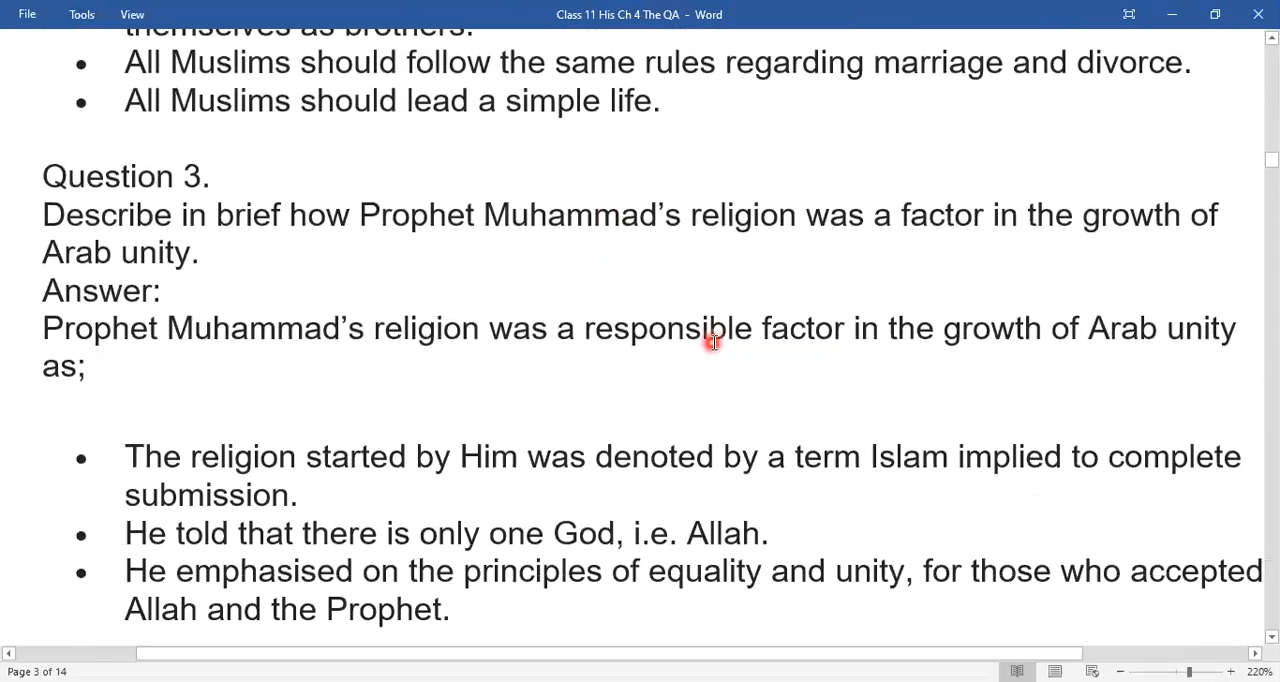 File Tools View Class 11 His Ch 4 The QA - Word
themselves as brothers.
• All Muslims should follow the same rules regarding marriage and divorce.
• All Muslims should lead a simple life.
Question 3.
Describe in brief how Prophet Muhammad’s religion was a factor in the growth of
Arab unity.
Answer:
Prophet Muhammad’s religion was a responsible factor in the growth of Arab unity
as;
• The religion started by Him was denoted by a term Islam implied to complete
submission.
• He told that there is only one God, i.e. Allah.
• He emphasised on the principles of equality and unity, for those who accepted
Allah and the Prophet.
Page 3 of 14 220%